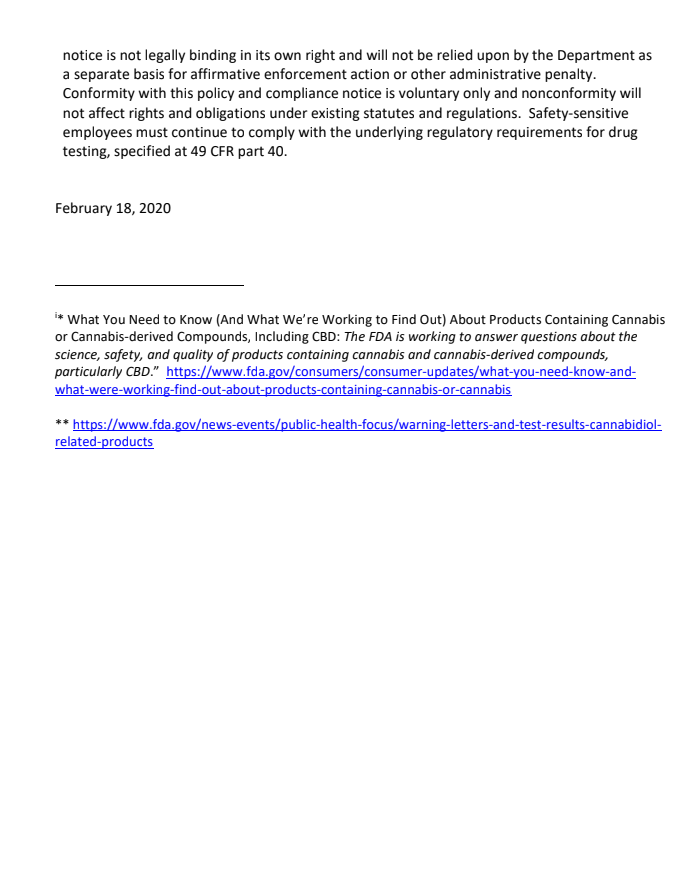 notice is not legally binding in its own right and will not be relied upon by the Department as
a separate basis for affirmative enforcement action or other administrative penalty.
Conformity with this policy and compliance notice is voluntary only and nonconformity will
not affect rights and obligations under existing statutes and regulations.  Safety-sensitive
employees must continue to comply with the underlying regulatory requirements for drug
testing, specified at 49 CFR part 40.
February 18, 2020
i* What You Need to Know (And What We’re Working to Find Out) About Products Containing Cannabis
or Cannabis-derived Compounds, Including CBD: The FDA is working to answer questions about the
science, safety, and quality of products containing cannabis and cannabis-derived compounds,
particularly CBD.”  https://www.fda.gov/consumers/consumer-updates/what-you-need-know-and-
what-were-working-find-out-about-products-containing-cannabis-or-cannabis
** https://www.fda.gov/news-events/public-health-focus/warning-letters-and-test-results-cannabidiol-
related-products